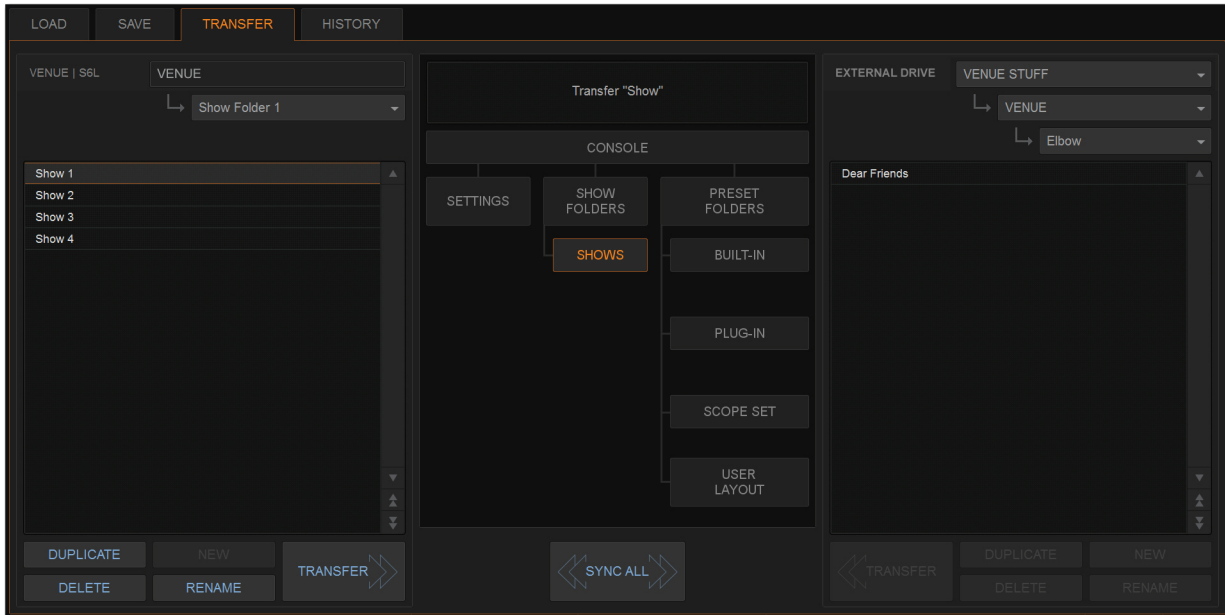 LOAD SAVE TRANSFER HISTORY
VENUE | S6L VENUE
Show Folder 1
Show 1
Show 2
Show 3
Show 4
DUPLICATE NEW
DELETE RENAME
TRANSFER
Transfer "Show"
CONSOLE
SETTINGS
SHOW
FOLDERS
PRESET
FOLDERS
SHOWS
BUILT-IN
PLUG-IN
SCOPE SET
USER
LAYOUT
SYNC ALL
EXTERNAL DRIVE VENUE STUFF
VENUE
Elbow
Dear Friends
TRANSFER
DUPLICATE NEW
DELETE RENAME